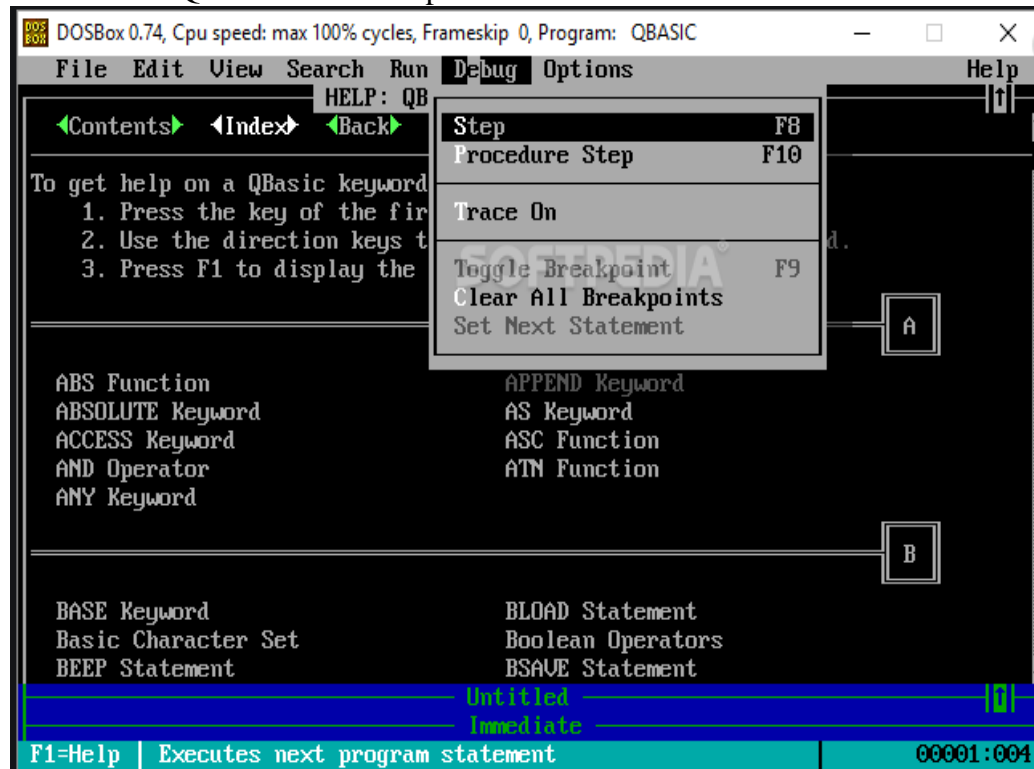 DOSBox 0.74, Cpu speed: max 100% cycles, Frameskip 0, Program: QBASIC
File Edit View Search Run Debug Options Help
HELP: QB
Contents Index Back
Step F8
Procedure Step F10
To get help on a QBasic keyword
1. Press the key of the fir
Trace On
2. Use the direction keys t
d.
SOFTPEDIA®
3. Press F1 to display the
Toggle Breakpoint F9
Clear All Breakpoints
Set Next Statement
A
ABS Function APPEND Keyword
ABSOLUTE Keyword AS Keyword
ACCESS Keyword ASC Function
AND Operator ATN Function
ANY Keyword
B
BASE Keyword BLOAD Statement
Basic Character Set Boolean Operators
BEEP Statement BSAVE Statement
Untitled
Immediate
F1=Help | Executes next program statement 00001:004